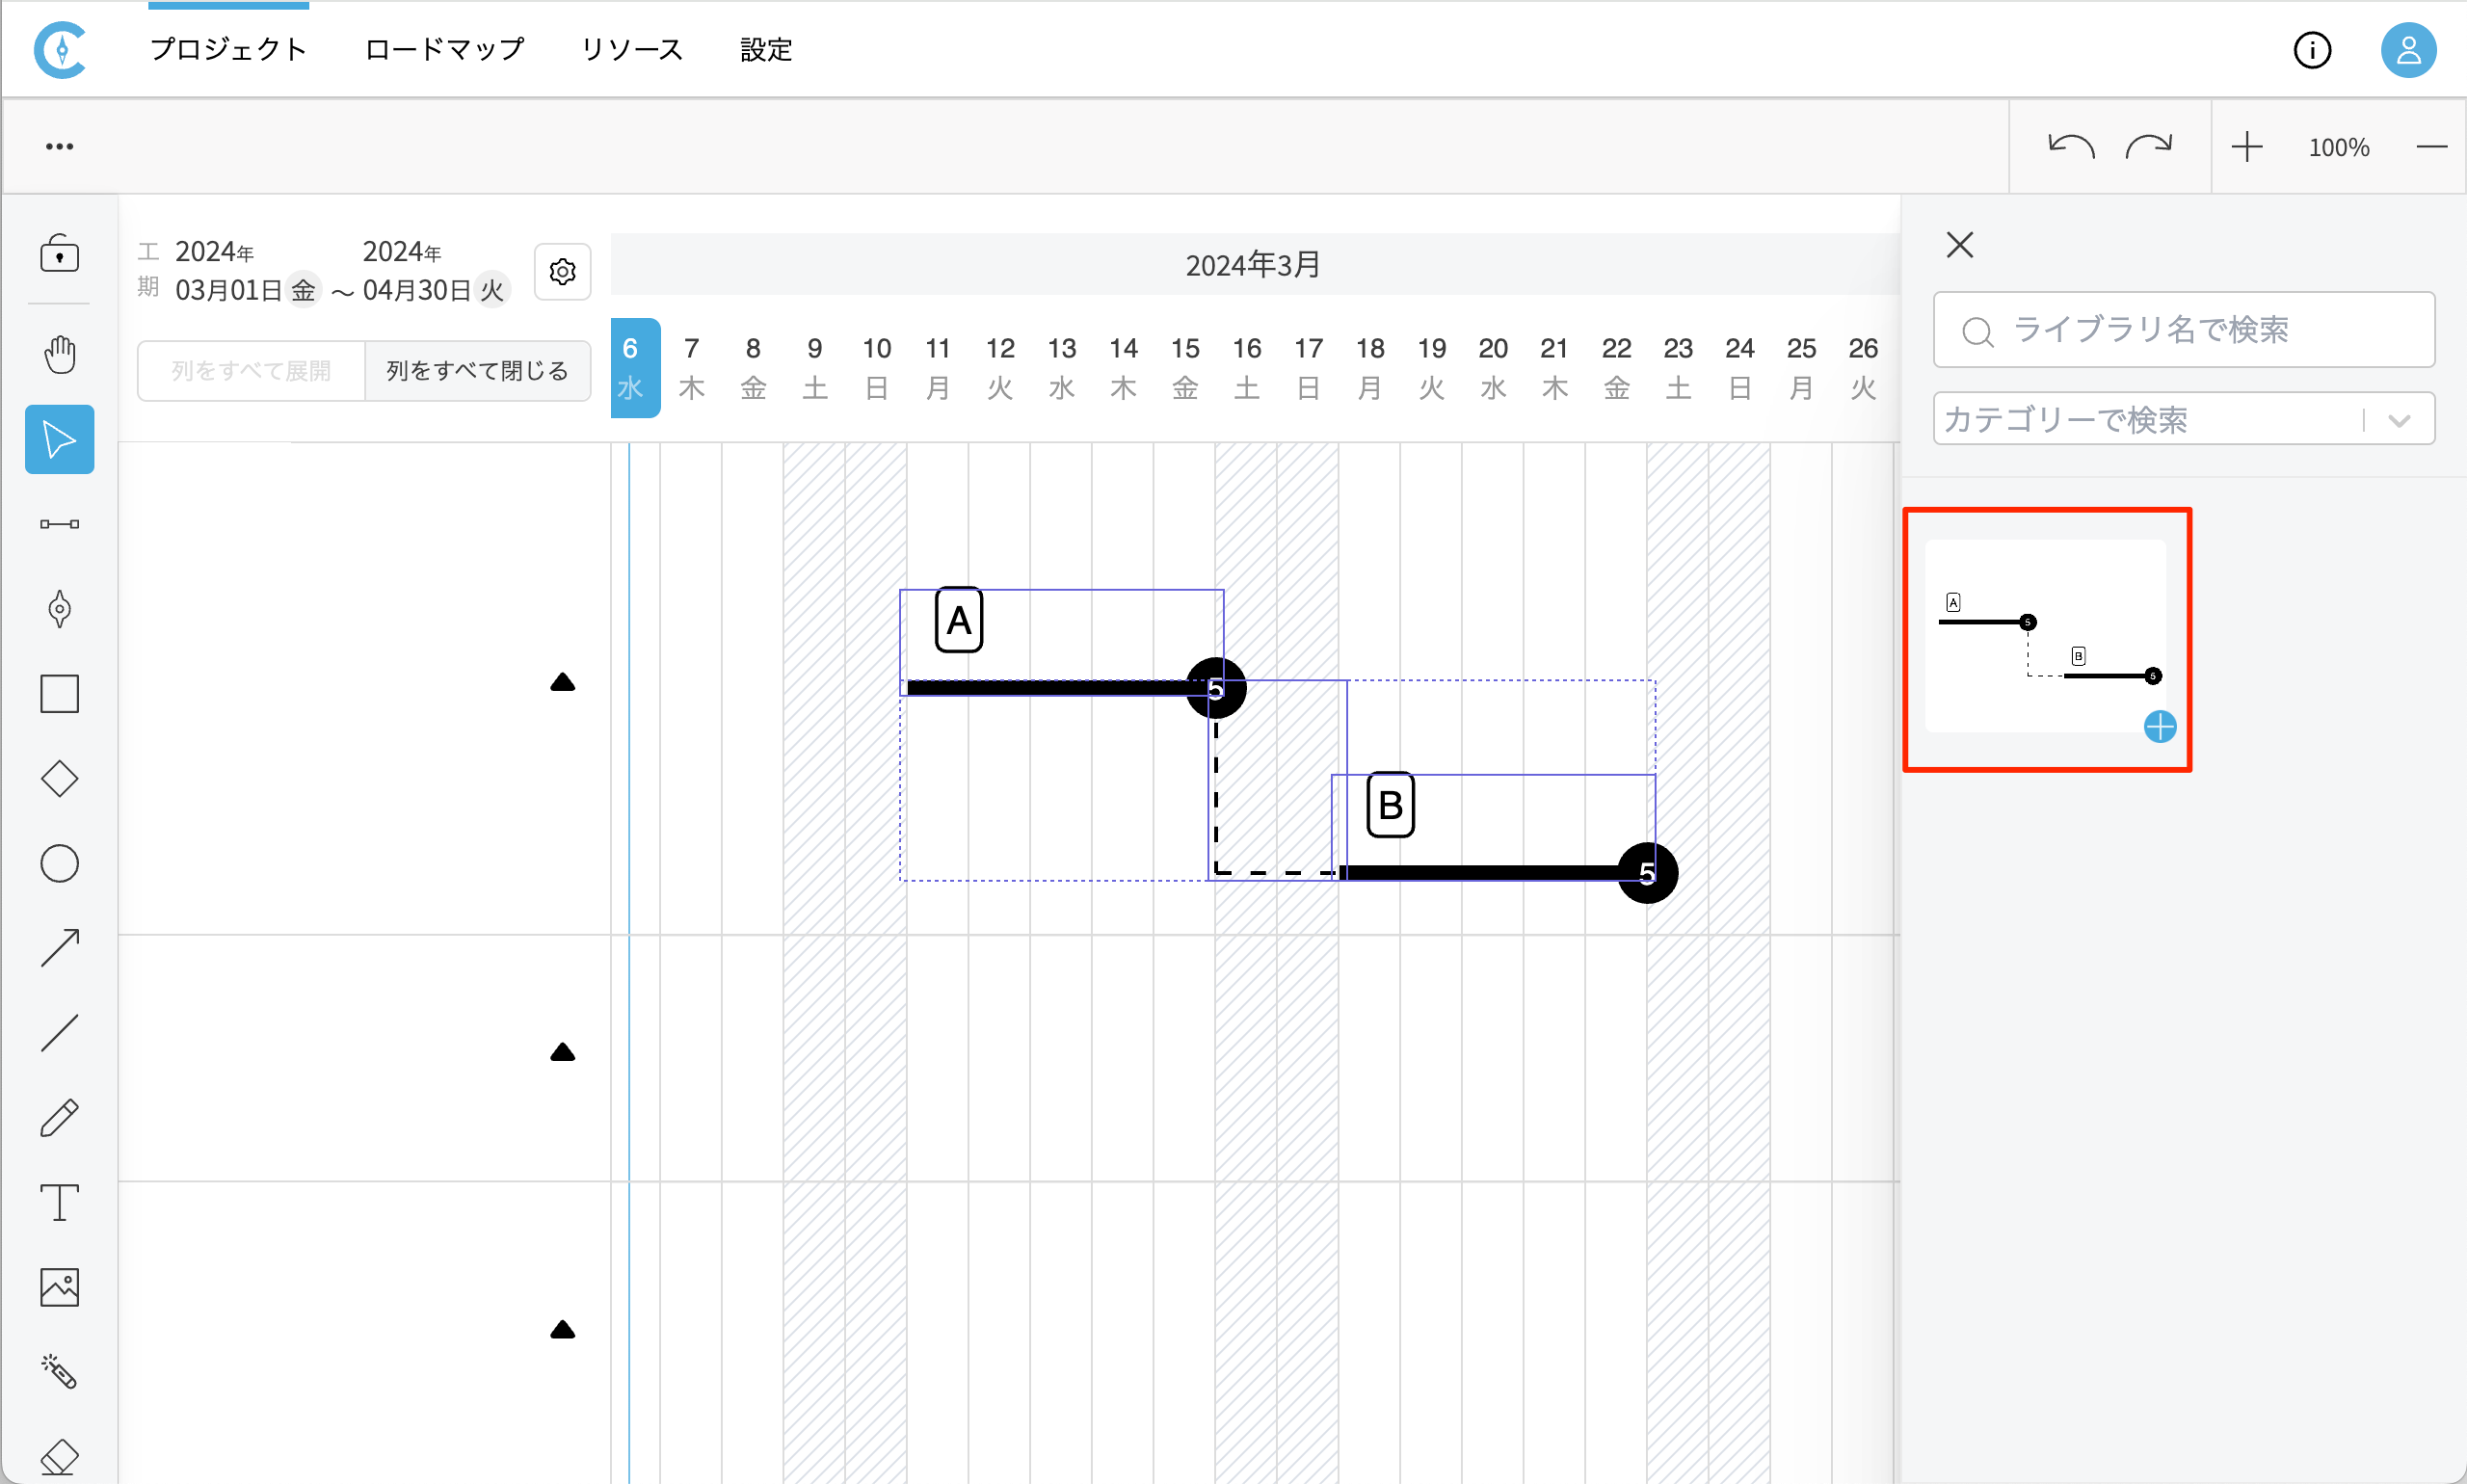 プロジェクト ロードマップ リソース 設定
100%
工期 2024年03月01日 金 ～ 2024年04月30日 火
列をすべて展開 列をすべて閉じる
2024年3月
6 7 8 9 10 11 12 13 14 15 16 17 18 19 20 21 22 23 24 25 26
水 木 金 土 日 月 火 水 木 金 土 日 月 火 水 木 金 土 日 月 火
A
5
B
5
ライブラリ名で検索
カテゴリーで検索
A
5
B
5